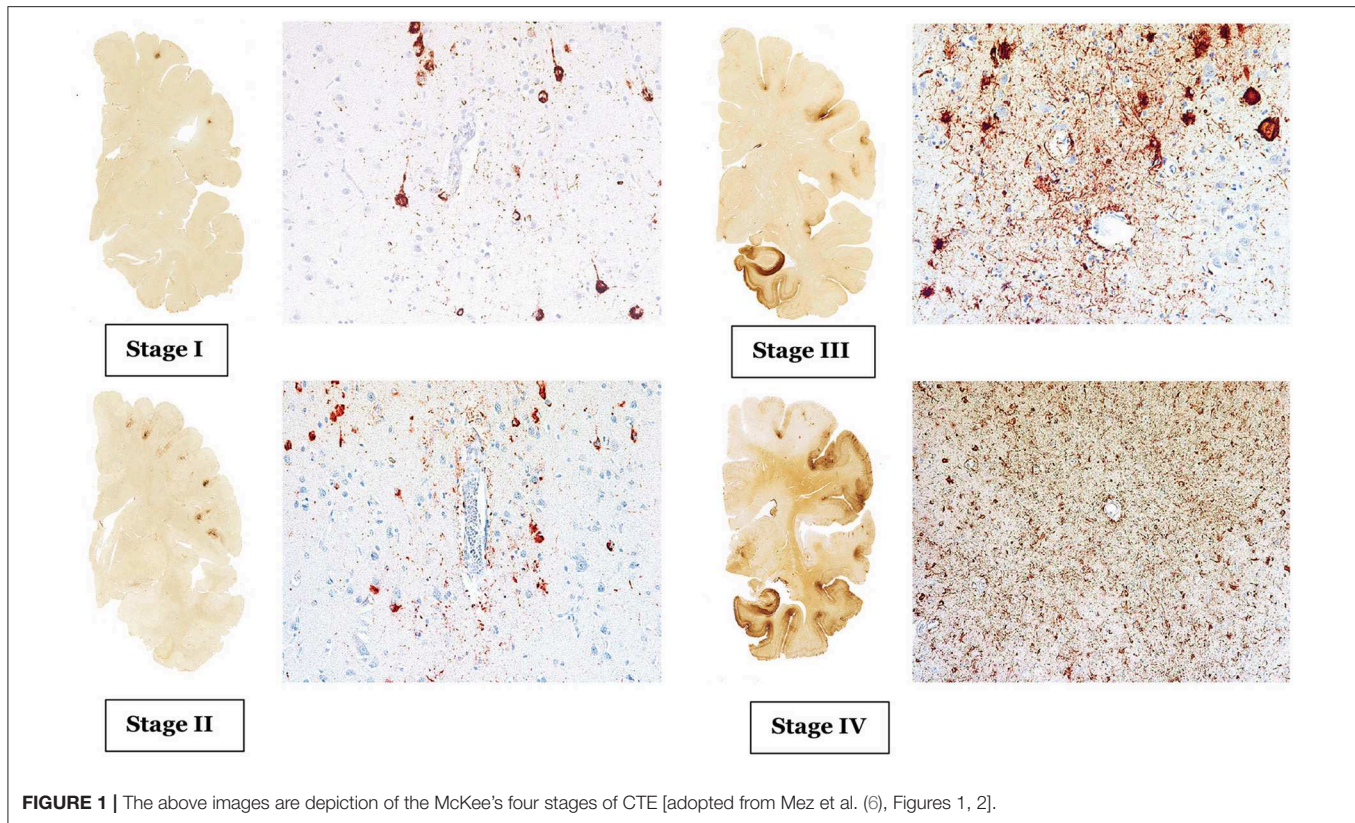 Stage I
Stage III
Stage II
Stage IV
FIGURE 1 | The above images are depiction of the McKee's four stages of CTE [adopted from Mez et al. (6), Figures 1, 2].